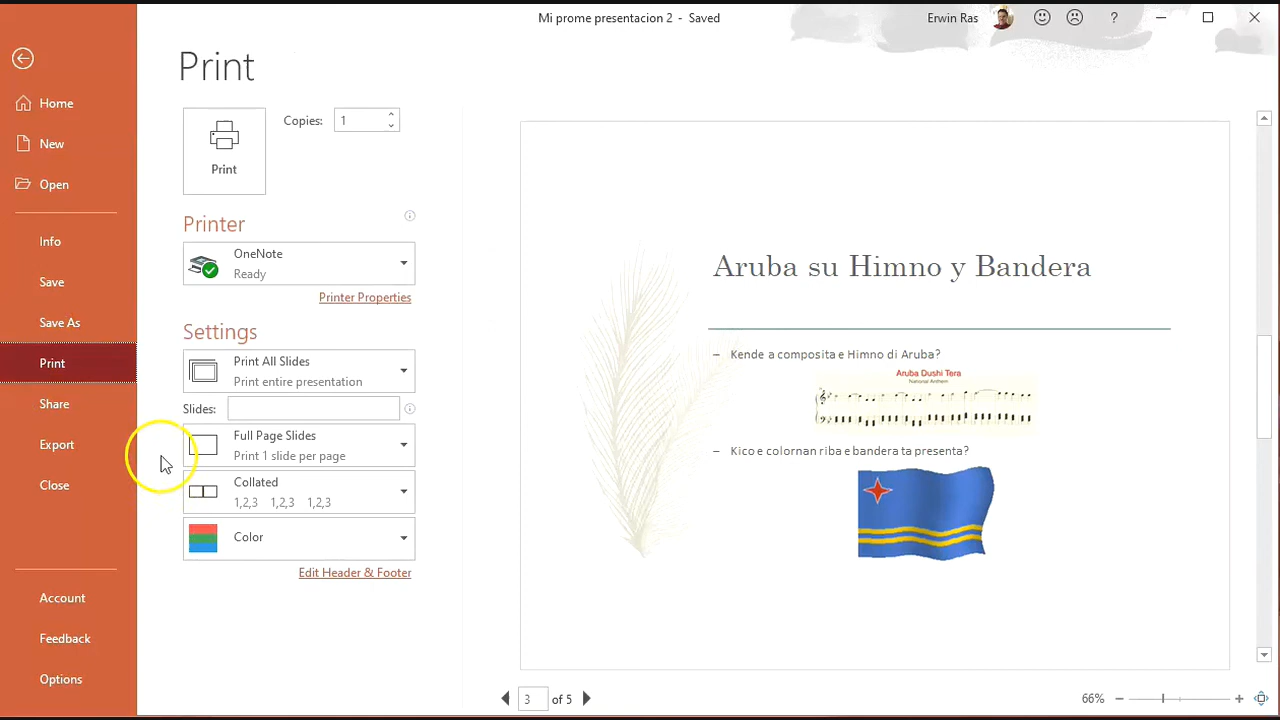 Mi prome presentacion 2 - Saved
Erwin Ras
?
Print
Home
New
Open
Info
Save
Save As
Print
Share
Export
Close
Account
Feedback
Options
Print
Copies: 1
Printer
OneNote
Ready
Printer Properties
Settings
Print All Slides
Print entire presentation
Slides:
Full Page Slides
Print 1 slide per page
Collated
1,2,3 1,2,3 1,2,3
Color
Edit Header & Footer
Aruba su Himno y Bandera
– Kende a composita e Himno di Aruba?
Aruba Dushi Tera
National Anthem
– Kico e colornan riba e bandera ta presenta?
3 of 5
66%